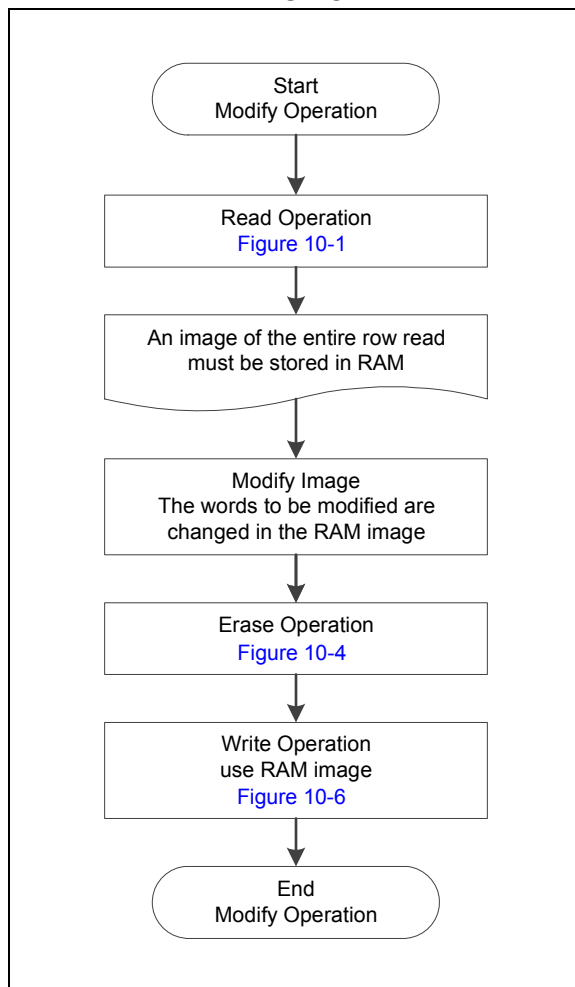 Start
Modify Operation
Read Operation
Figure 10-1
An image of the entire row read
must be stored in RAM
Modify Image
The words to be modified are
changed in the RAM image
Erase Operation
Figure 10-4
Write Operation
use RAM image
Figure 10-6
End
Modify Operation